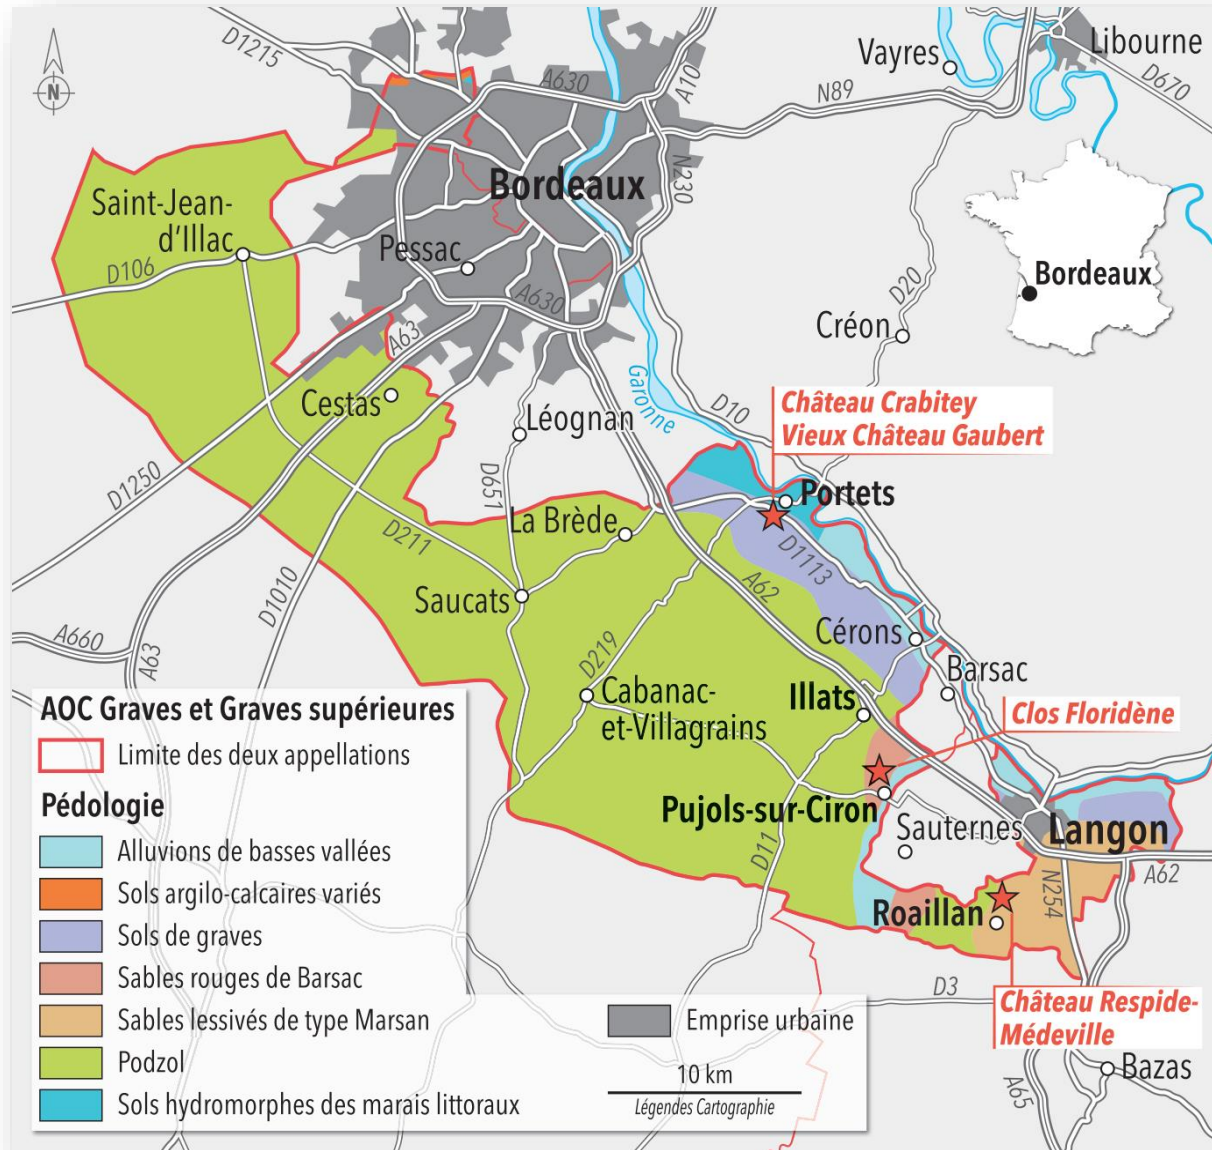 D1215
A630
A10
Vayres
Libourne
D670
N89
N
Bordeaux
N230
Saint-Jean-
d'Illac
Pessac
D106
A630
Bordeaux
D20
Créon
A63
Cestas
Léognan
Garonne
D10
Château Crabitey
Vieux Château Gaubert
D1250
D651
Portets
La Brède
D211
D1113
D1010
A62
Saucats
Cérons
A660
A63
D219
Barsac
Cabanac-
et-Villagrains
Illats
Clos Floridène
Pujols-sur-Ciron
Sauternes
Langon
D11
A62
N254
Roaillan
D3
Château Respide-
Médeville
Bazas
A65
AOC Graves et Graves supérieures
Limite des deux appellations
Pédologie
Alluvions de basses vallées
Sols argilo-calcaires variés
Sols de graves
Sables rouges de Barsac
Sables lessivés de type Marsan
Podzol
Sols hydromorphes des marais littoraux
Emprise urbaine
10 km
Légendes Cartographie